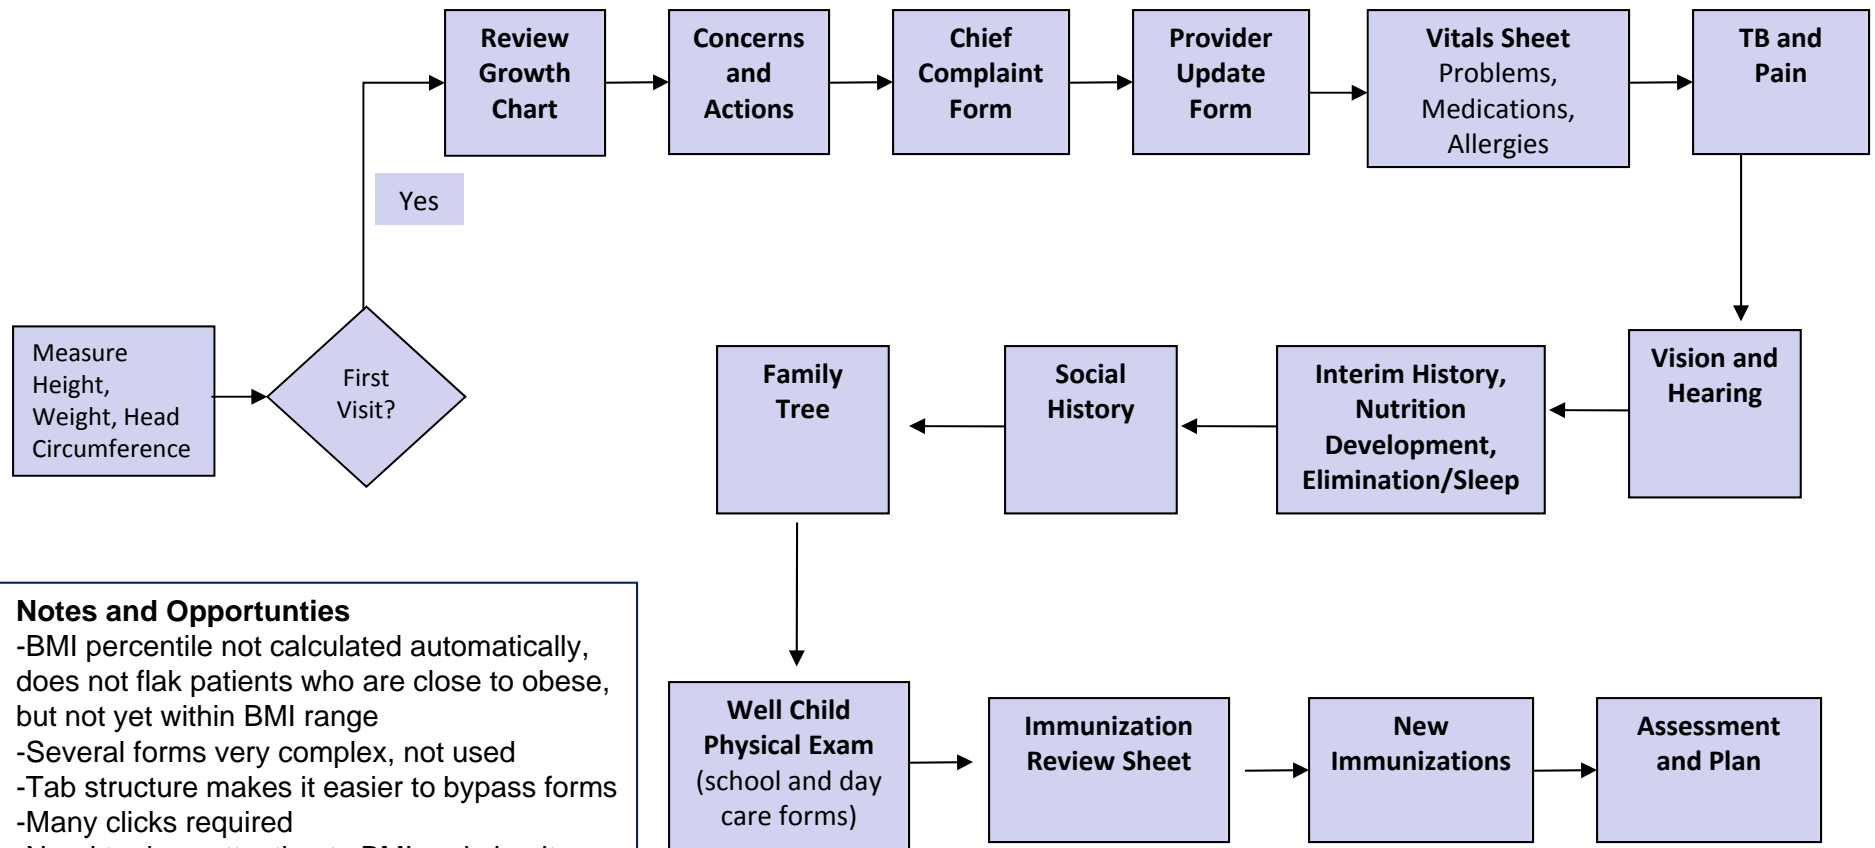 Review
Growth
Chart
Concerns
and
Actions
Chief
Complaint
Form
Provider
Update
Form
Vitals Sheet
Problems,
Medications,
Allergies
TB and
Pain
Yes
Measure
Height,
Weight, Head
Circumference
First
Visit?
Family
Tree
Social
History
Interim History,
Nutrition
Development,
Elimination/Sleep
Vision and
Hearing
Notes and Opportunties
-BMI percentile not calculated automatically,
does not flak patients who are close to obese,
but not yet within BMI range
-Several forms very complex, not used
-Tab structure makes it easier to bypass forms
-Many clicks required
Well Child
Physical Exam
(school and day
care forms)
Immunization
Review Sheet
New
Immunizations
Assessment
and Plan